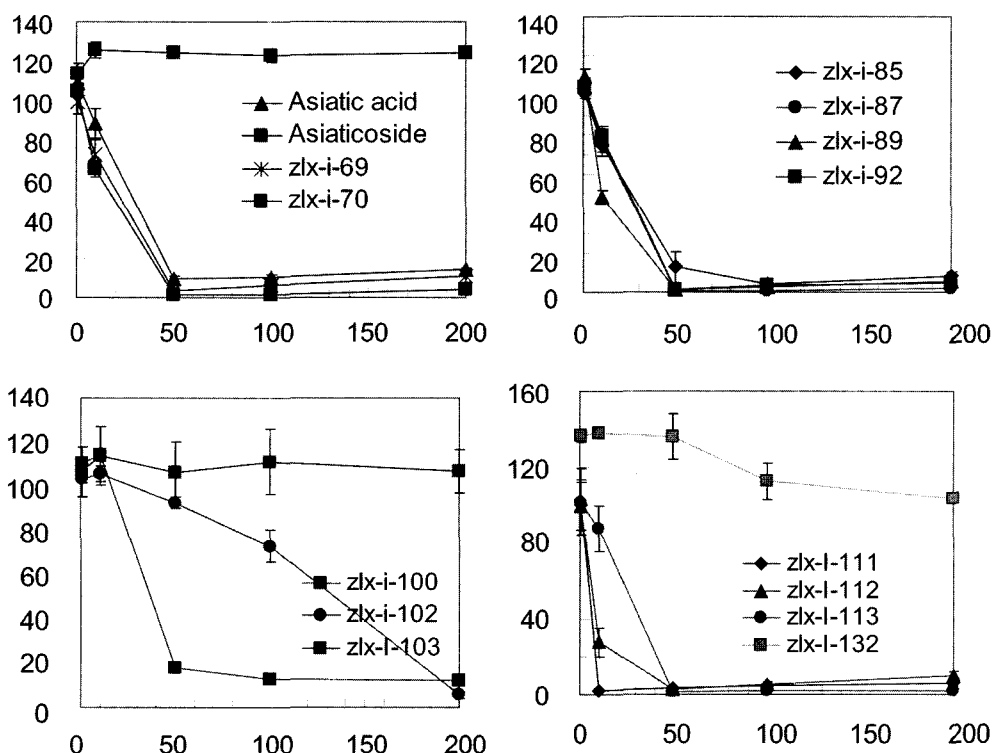 140
120
100
80
60
40
20
0
0 50 100 150 200
Asiatic acid
Asiaticoside
zlx-i-69
zlx-i-70
140
120
100
80
60
40
20
0
0 50 100 150 200
zlx-i-85
zlx-i-87
zlx-i-89
zlx-i-92
140
120
100
80
60
40
20
0
0 50 100 150 200
zlx-i-100
zlx-i-102
zlx-I-103
160
120
80
40
0
0 50 100 150 200
zlx-I-111
zlx-I-112
zlx-I-113
zlx-I-132